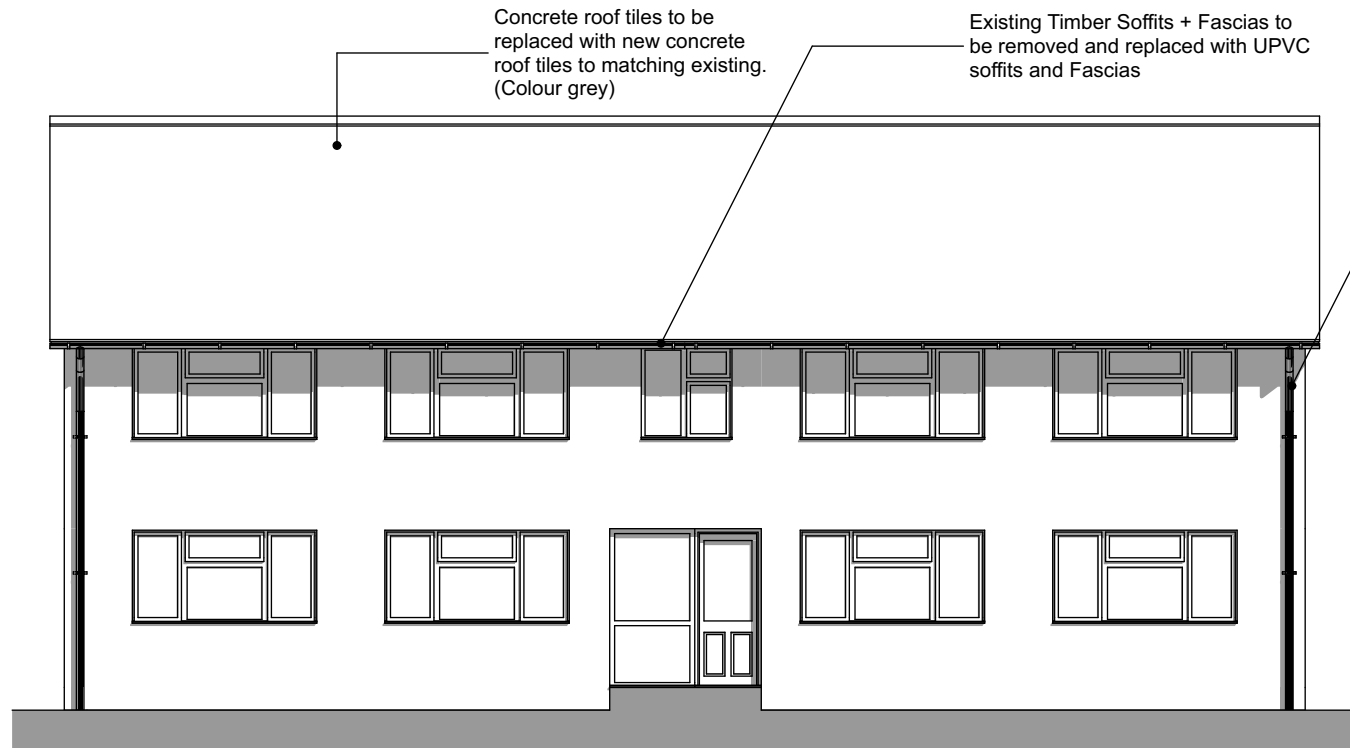 Concrete roof tiles to be
replaced with new concrete
roof tiles to matching existing.
(Colour grey)
Existing Timber Soffits + Fascias to
be removed and replaced with UPVC
soffits and Fascias